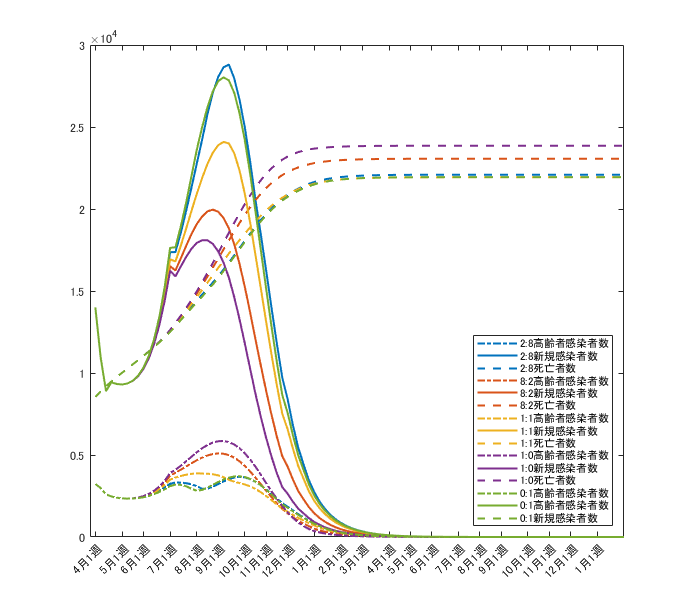 ×10⁴
3
2.5
2
1.5
1
0.5
0
2:8高齢者感染者数
2:8新規感染者数
2:8死亡者数
8:2高齢者感染者数
8:2新規感染者数
8:2死亡者数
1:1高齢者感染者数
1:1新規感染者数
1:1死亡者数
1:0高齢者感染者数
1:0新規感染者数
1:0死亡者数
0:1高齢者感染者数
0:1新規感染者数
0:1新規感染者数
4月1週 5月1週 6月1週 7月1週 8月1週 9月1週 10月1週 11月1週 12月1週 1月1週 2月1週 3月1週 4月1週 5月1週 6月1週 7月1週 8月1週 9月1週 10月1週 11月1週 12月1週 1月1週